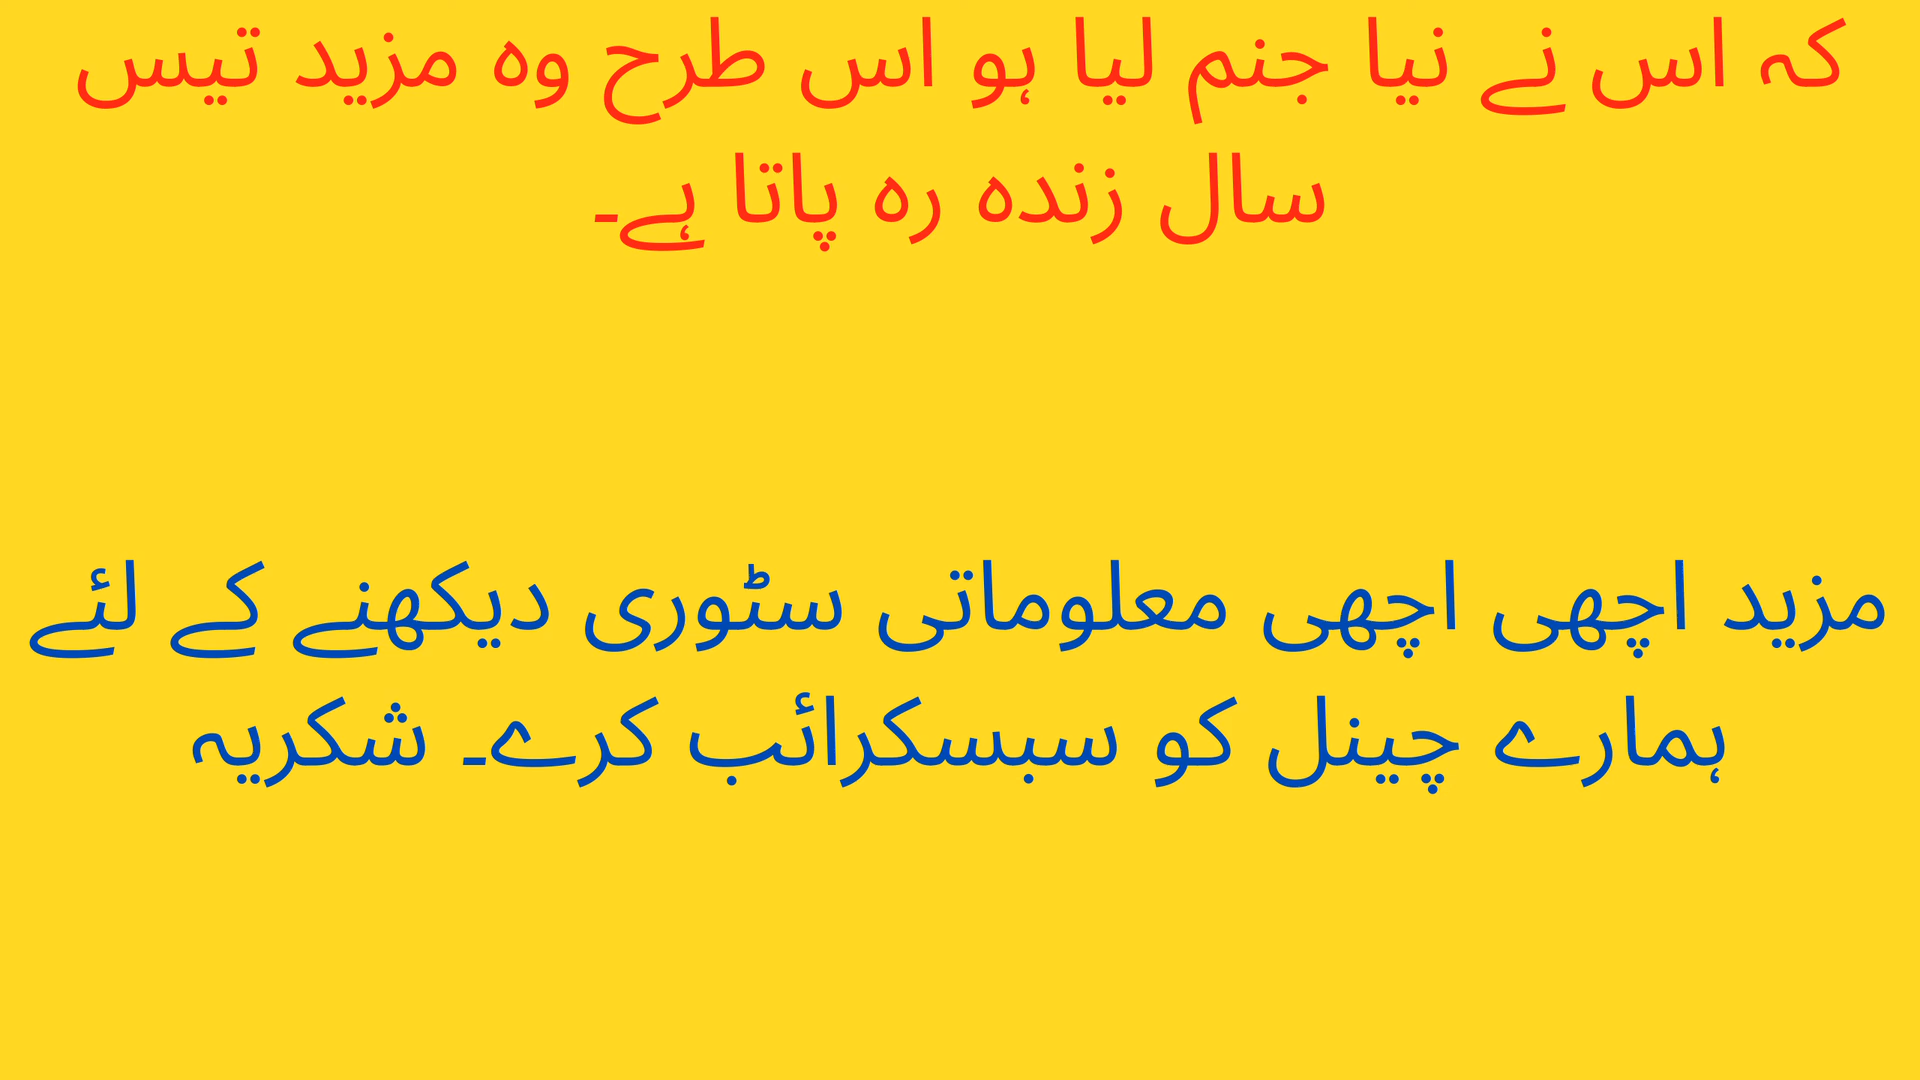 کہ اس نے نیا جنم لیا ہو اس طرح وہ مزید تیس
سال زندہ رہ پاتا ہے۔
مزید اچھی اچھی معلوماتی سٹوری دیکھنے کے لئے
ہمارے چینل کو سبسکرائب کرے۔ شکریہ